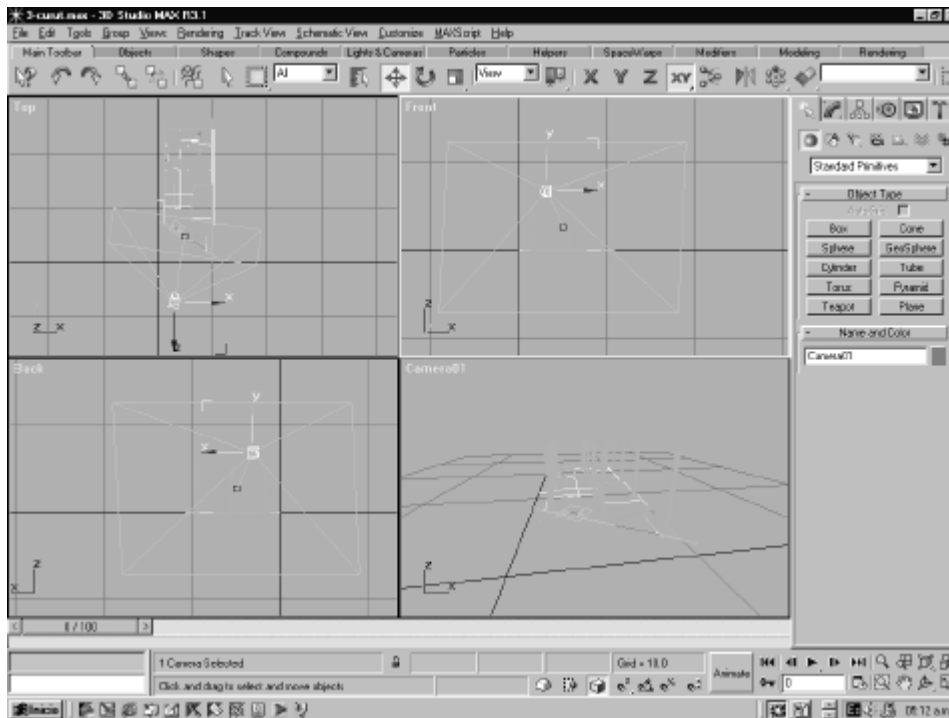 3-curut.max - 3D Studio MAX R3.1
File Edit Tools Group Views Rendering Track View Schematic View Customize MAXScript Help
Main Toolbar Objects Shapes Compounds Lights & Cameras Particles Helpers SpaceWarps Modifiers Modeling Rendering
All View X Y Z XY
Top Front
y
x
x
z
z x
x
Standard Primitives
- Object Type
AutoGrid
Box Cone
Sphere GeoSphere
Cylinder Tube
Torus Pyramid
Teapot Plane
- Name and Color
Camera01
Back Camera01
y
x
z
x
z
x
< 0 / 100 >
1 Camera Selected Grid = 10.0 Animate
Click and drag to select and move objects 0
Inicio